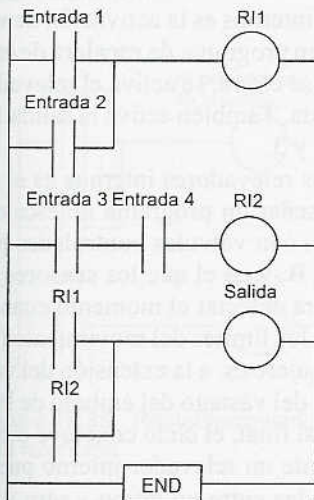 Entrada 1 RI1
Entrada 2
Entrada 3 Entrada 4 RI2
RI1 Salida
RI2
END